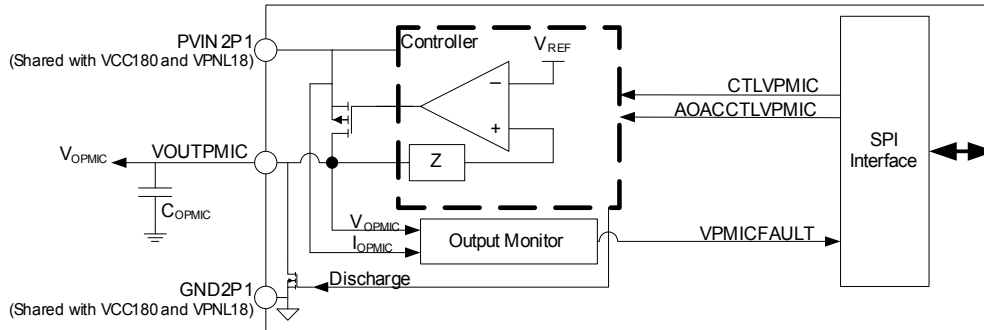 PVIN2P1
(Shared with VCC180 and VPNL18)
Controller
VREF
−
+
Z
CTLVPMIC
AOACCTLVPMIC
SPI
Interface
VOPMIC
VOUTPMIC
COPMIC
VOPMIC
IOPMIC
Output Monitor
VPMICFAULT
Discharge
GND2P1
(Shared with VCC180 and VPNL18)